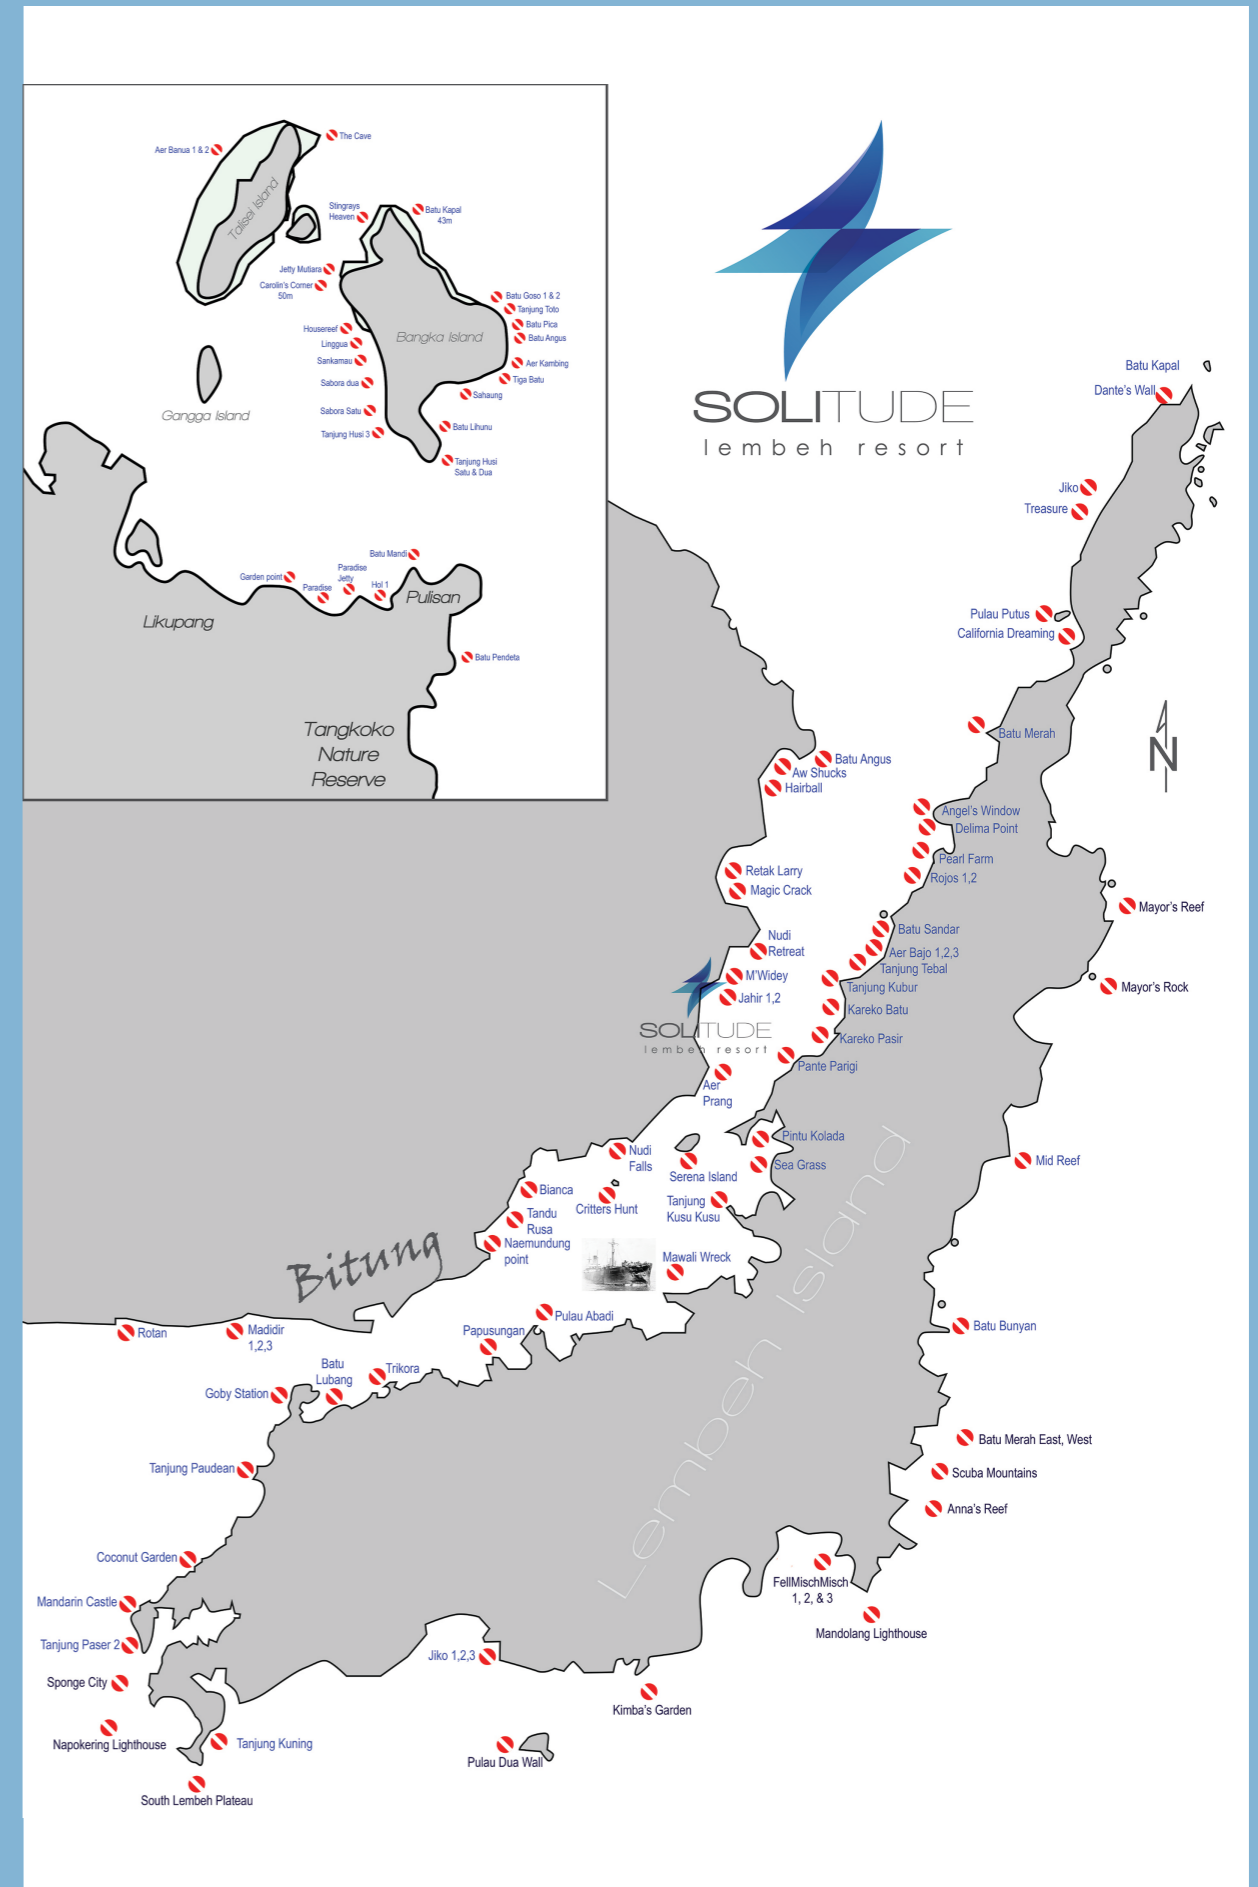 The Cave
Aer Banua 1 & 2
Talisei Island
Stingrays
Heaven
Batu Kapal
43m
Jetty Mutiara
Carolin's Corner
50m
Batu Goso 1 & 2
Tanjung Toto
Batu Pica
Batu Angus
Housereef
Linggua
Bangka Island
Sankamau
Aer Kambing
Tiga Batu
Sabora dua
Sahaung
Gangga Island
Sabora Satu
Batu Lihunu
Tanjung Husi 3
Tanjung Husi
Satu & Dua
Batu Mandi
Garden point
Paradise
Jetty
Paradise
Hol 1
Pulisan
Likupang
Batu Pendeta
Tangkoko
Nature
Reserve
SOLITUDE
lembeh resort
Batu Kapal
Dante's Wall
Jiko
Treasure
Pulau Putus
California Dreaming
N
Batu Merah
Batu Angus
Aw Shucks
Hairball
Angel's Window
Delima Point
Pearl Farm
Rojos 1,2
Retak Larry
Magic Crack
Mayor's Reef
Nudi
Retreat
Batu Sandar
Aer Bajo 1,2,3
Tanjung Tebal
M'Widey
Jahir 1,2
Tanjung Kubur
Mayor's Rock
Kareko Batu
SOLITUDE
lembeh resort
Kareko Pasir
Pante Parigi
Aer
Prang
Pintu Kolada
Nudi
Falls
Sea Grass
Mid Reef
Serena Island
Bianca
Critters Hunt
Tanjung
Kusu Kusu
Tandu
Rusa
Naemundung
point
Bitung
Mawali Wreck
Lembeh Island
Pulau Abadi
Papusungan
Rotan
Madidir
1,2,3
Batu Bunyan
Batu
Lubang
Trikora
Goby Station
Batu Merah East, West
Tanjung Paudean
Scuba Mountains
Anna's Reef
Coconut Garden
FellMischMisch
1, 2, & 3
Mandarin Castle
Mandolang Lighthouse
Tanjung Paser 2
Jiko 1,2,3
Sponge City
Kimba's Garden
Napokering Lighthouse
Tanjung Kuning
Pulau Dua Wall
South Lembeh Plateau